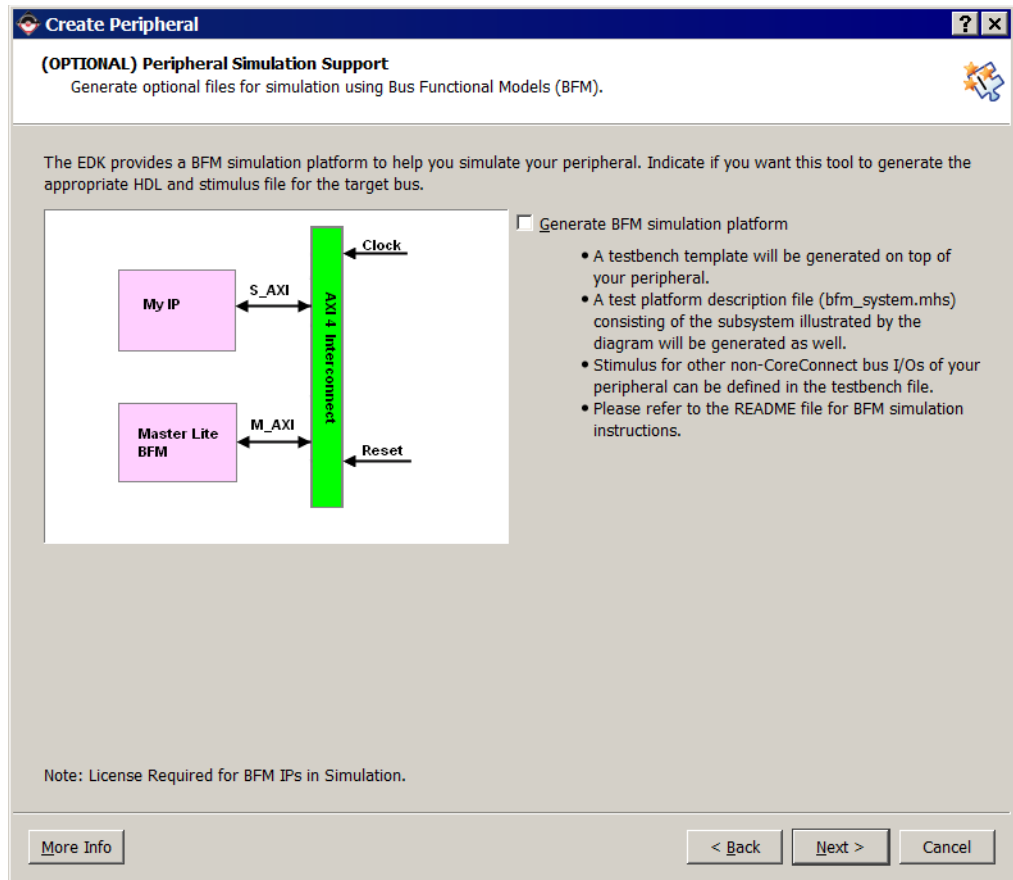 Create Peripheral
(OPTIONAL) Peripheral Simulation Support
Generate optional files for simulation using Bus Functional Models (BFM).
The EDK provides a BFM simulation platform to help you simulate your peripheral. Indicate if you want this tool to generate the
appropriate HDL and stimulus file for the target bus.
My IP
S_AXI
AXI 4 Interconnect
Clock
Master Lite
BFM
M_AXI
Reset
Generate BFM simulation platform
• A testbench template will be generated on top of
your peripheral.
• A test platform description file (bfm_system.mhs)
consisting of the subsystem illustrated by the
diagram will be generated as well.
• Stimulus for other non-CoreConnect bus I/Os of your
peripheral can be defined in the testbench file.
• Please refer to the README file for BFM simulation
instructions.
Note: License Required for BFM IPs in Simulation.
More Info
< Back
Next >
Cancel